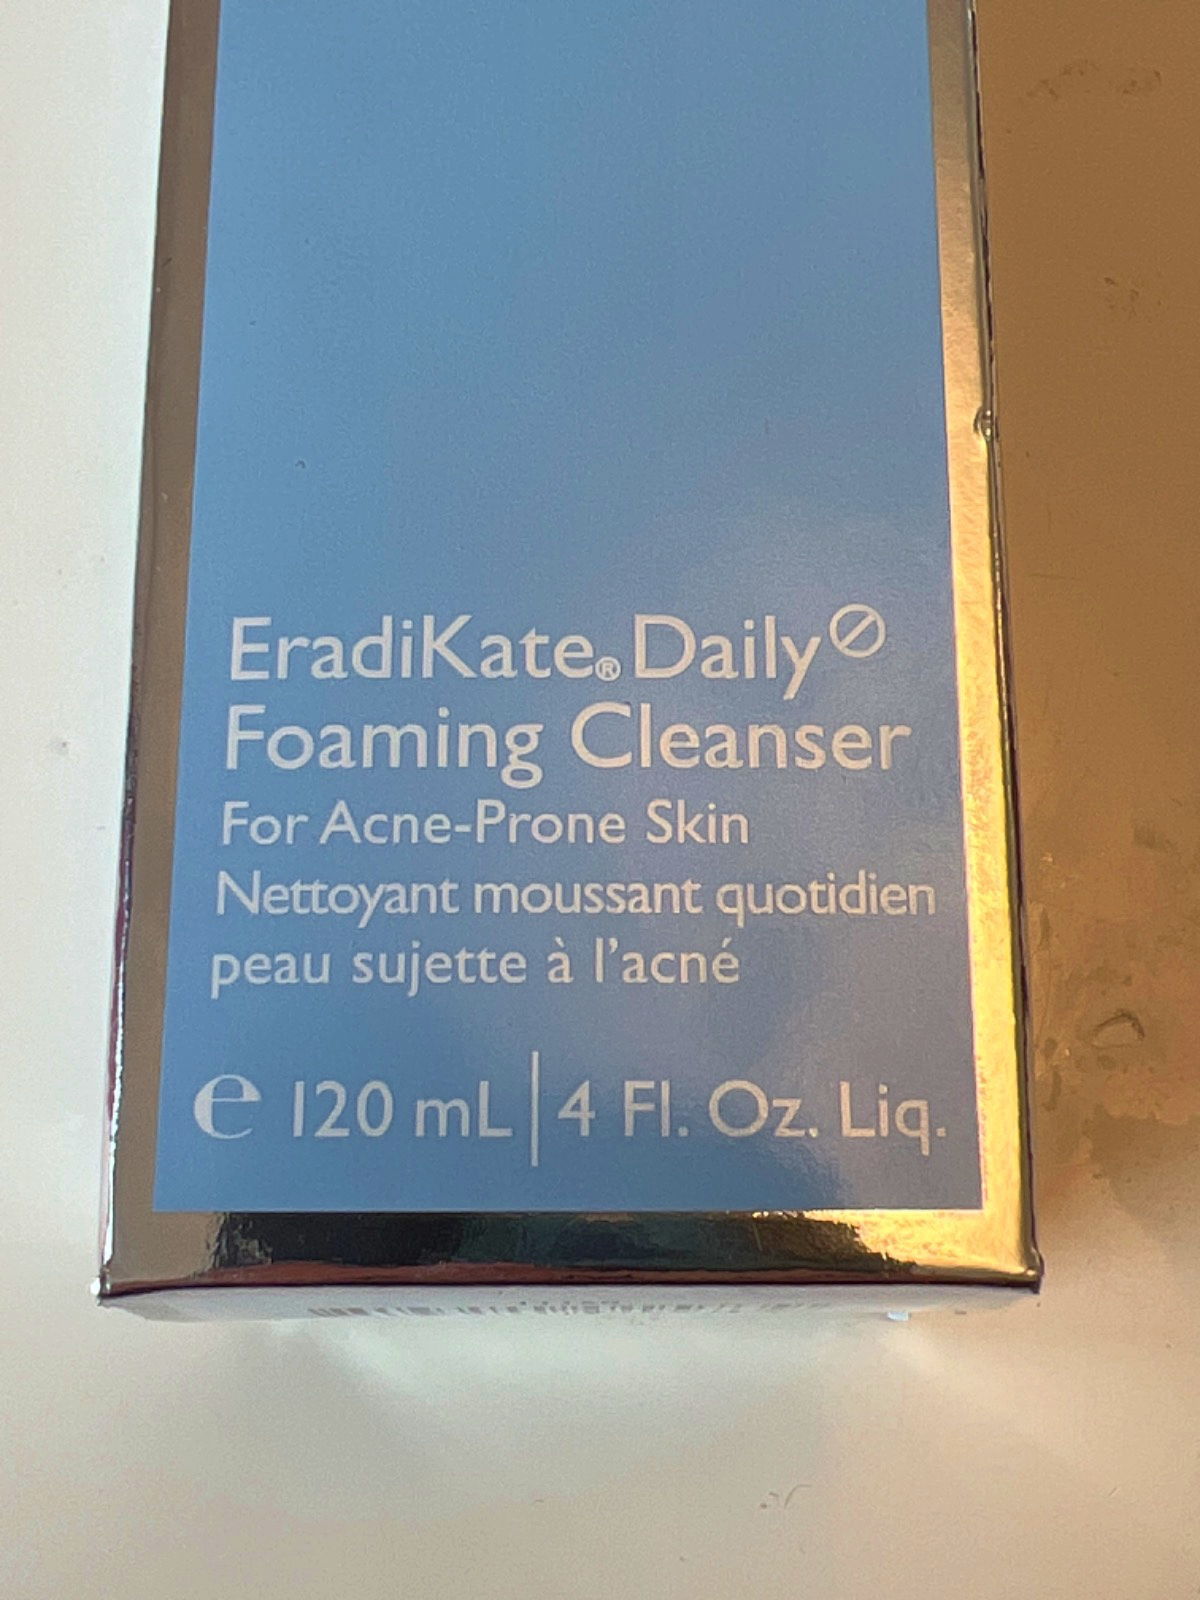 EradiKate® Daily
Foaming Cleanser
For Acne-Prone Skin
Nettoyant moussant quotidien
peau sujette à l'acné
℮ 120 mL | 4 Fl. Oz. Liq.